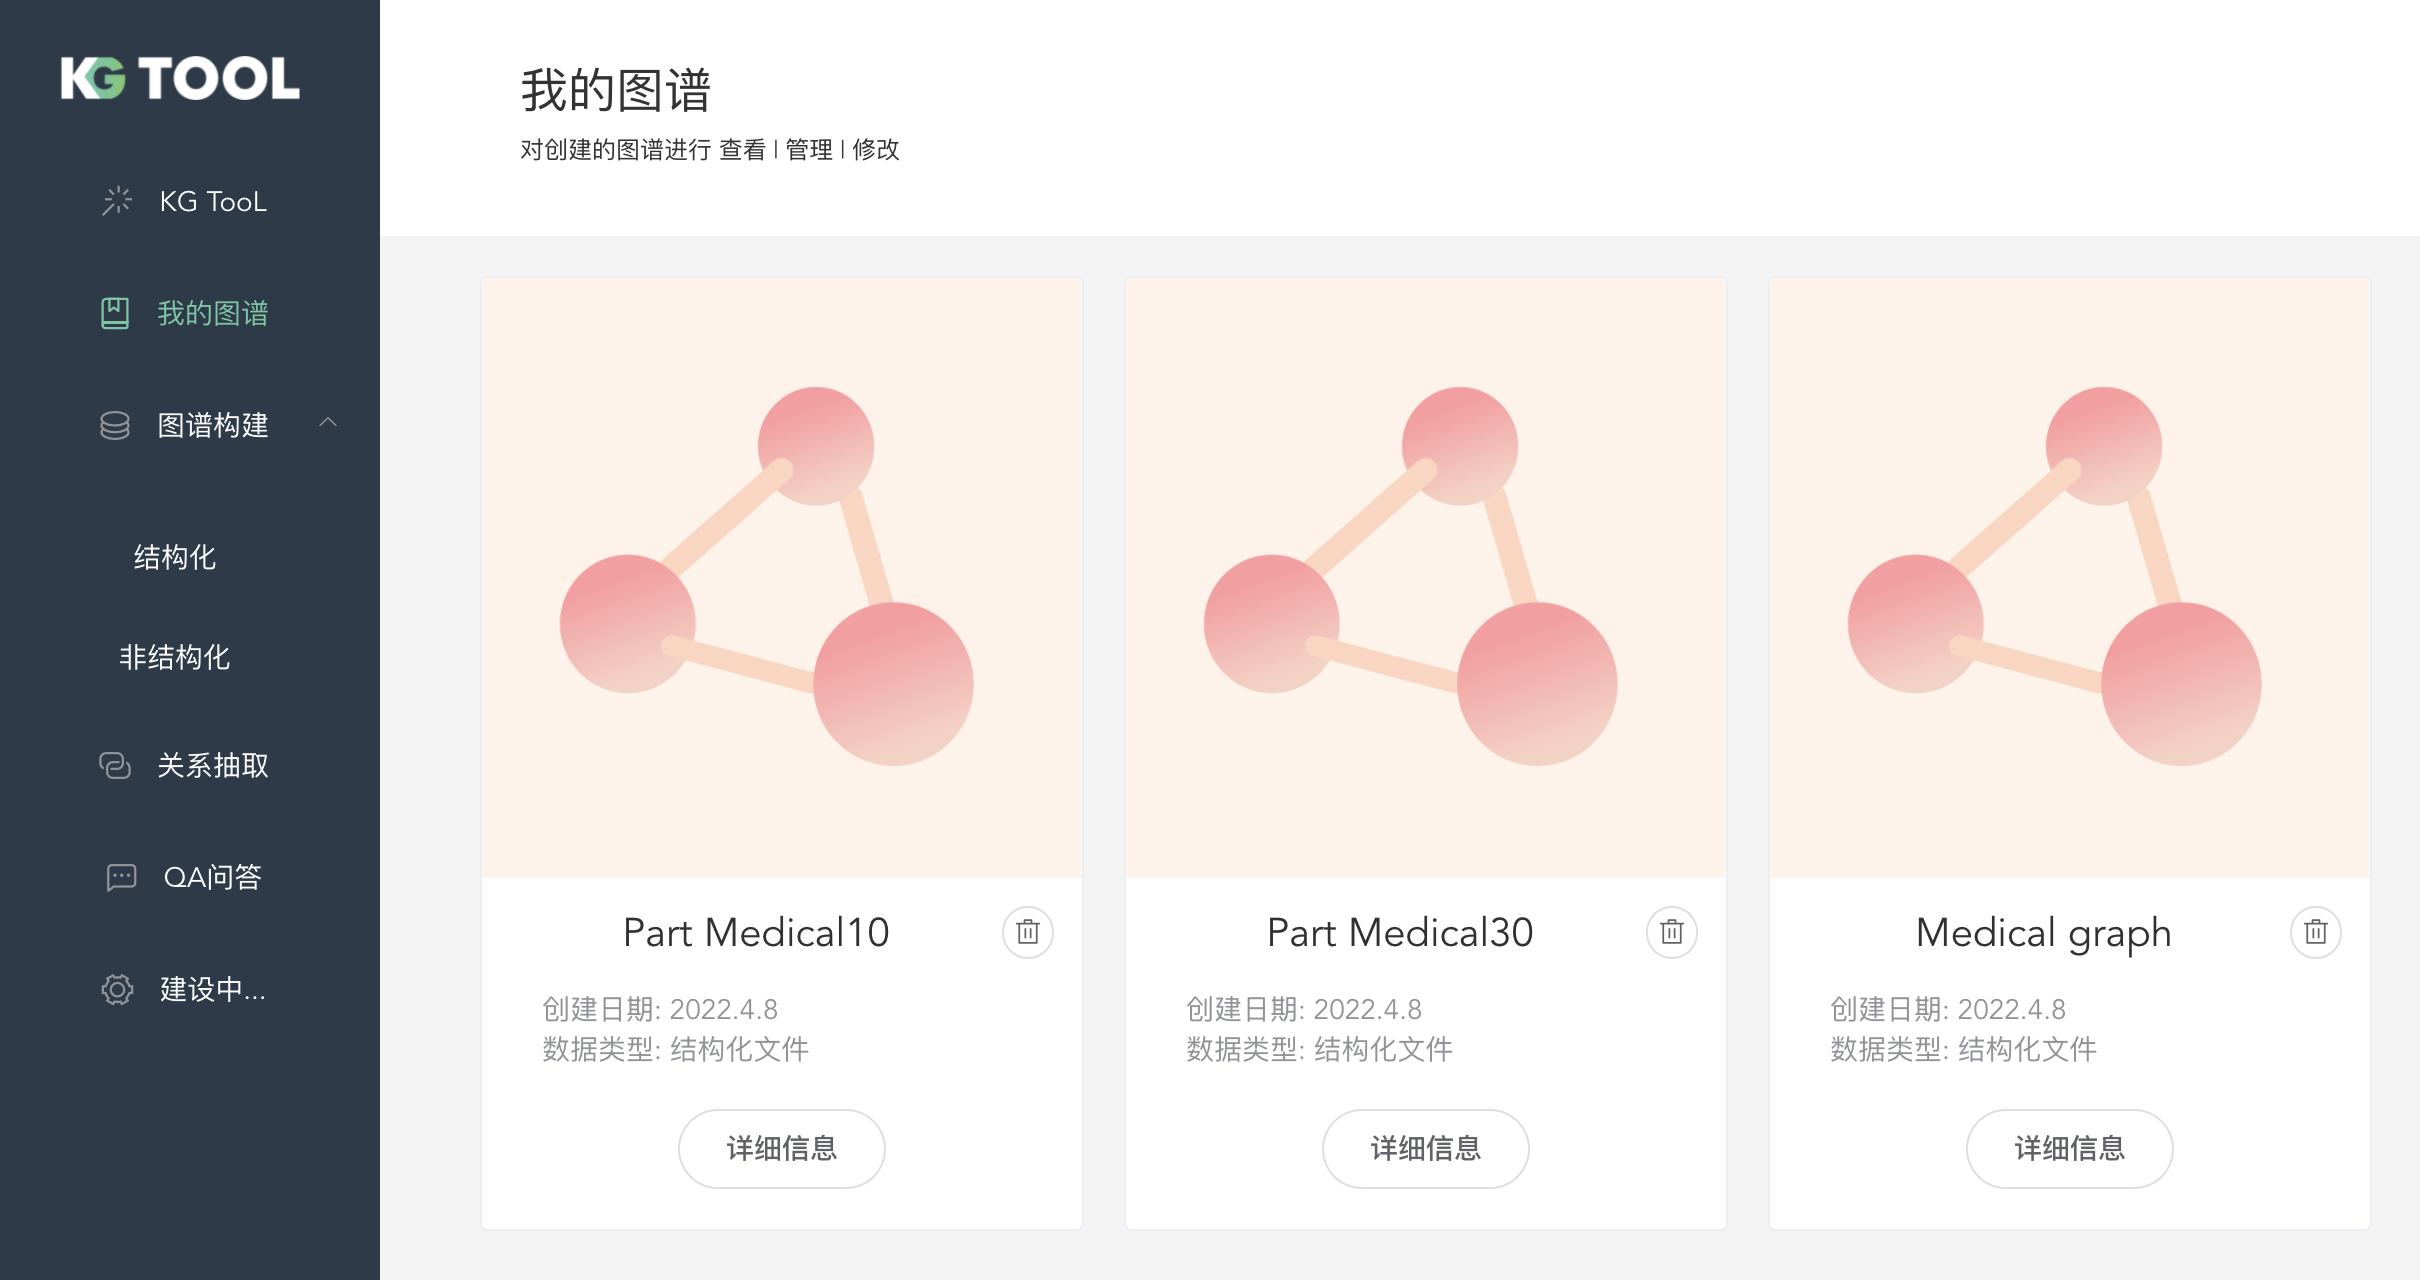 KG TOOL
KG TooL
我的图谱
图谱构建
结构化
非结构化
关系抽取
QA问答
建设中...
我的图谱
对创建的图谱进行 查看 | 管理 | 修改
Part Medical10
创建日期: 2022.4.8
数据类型: 结构化文件
详细信息
Part Medical30
创建日期: 2022.4.8
数据类型: 结构化文件
详细信息
Medical graph
创建日期: 2022.4.8
数据类型: 结构化文件
详细信息